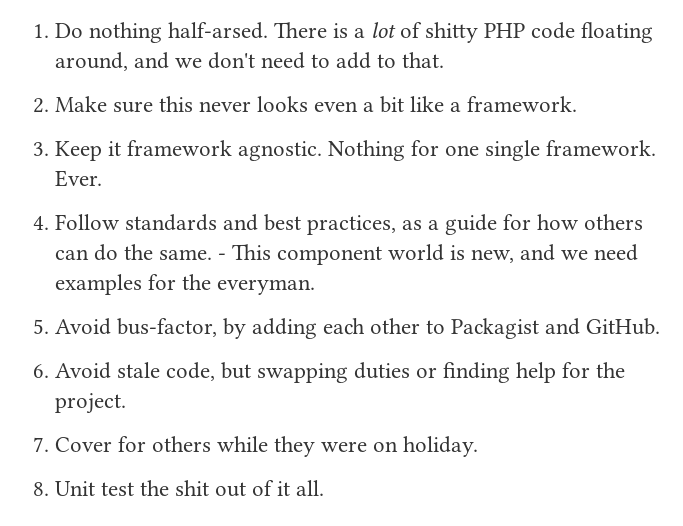 1. Do nothing half-arsed. There is a lot of shitty PHP code floating
around, and we don't need to add to that.
2. Make sure this never looks even a bit like a framework.
3. Keep it framework agnostic. Nothing for one single framework.
Ever.
4. Follow standards and best practices, as a guide for how others
can do the same. - This component world is new, and we need
examples for the everyman.
5. Avoid bus-factor, by adding each other to Packagist and GitHub.
6. Avoid stale code, but swapping duties or finding help for the
project.
7. Cover for others while they were on holiday.
8. Unit test the shit out of it all.